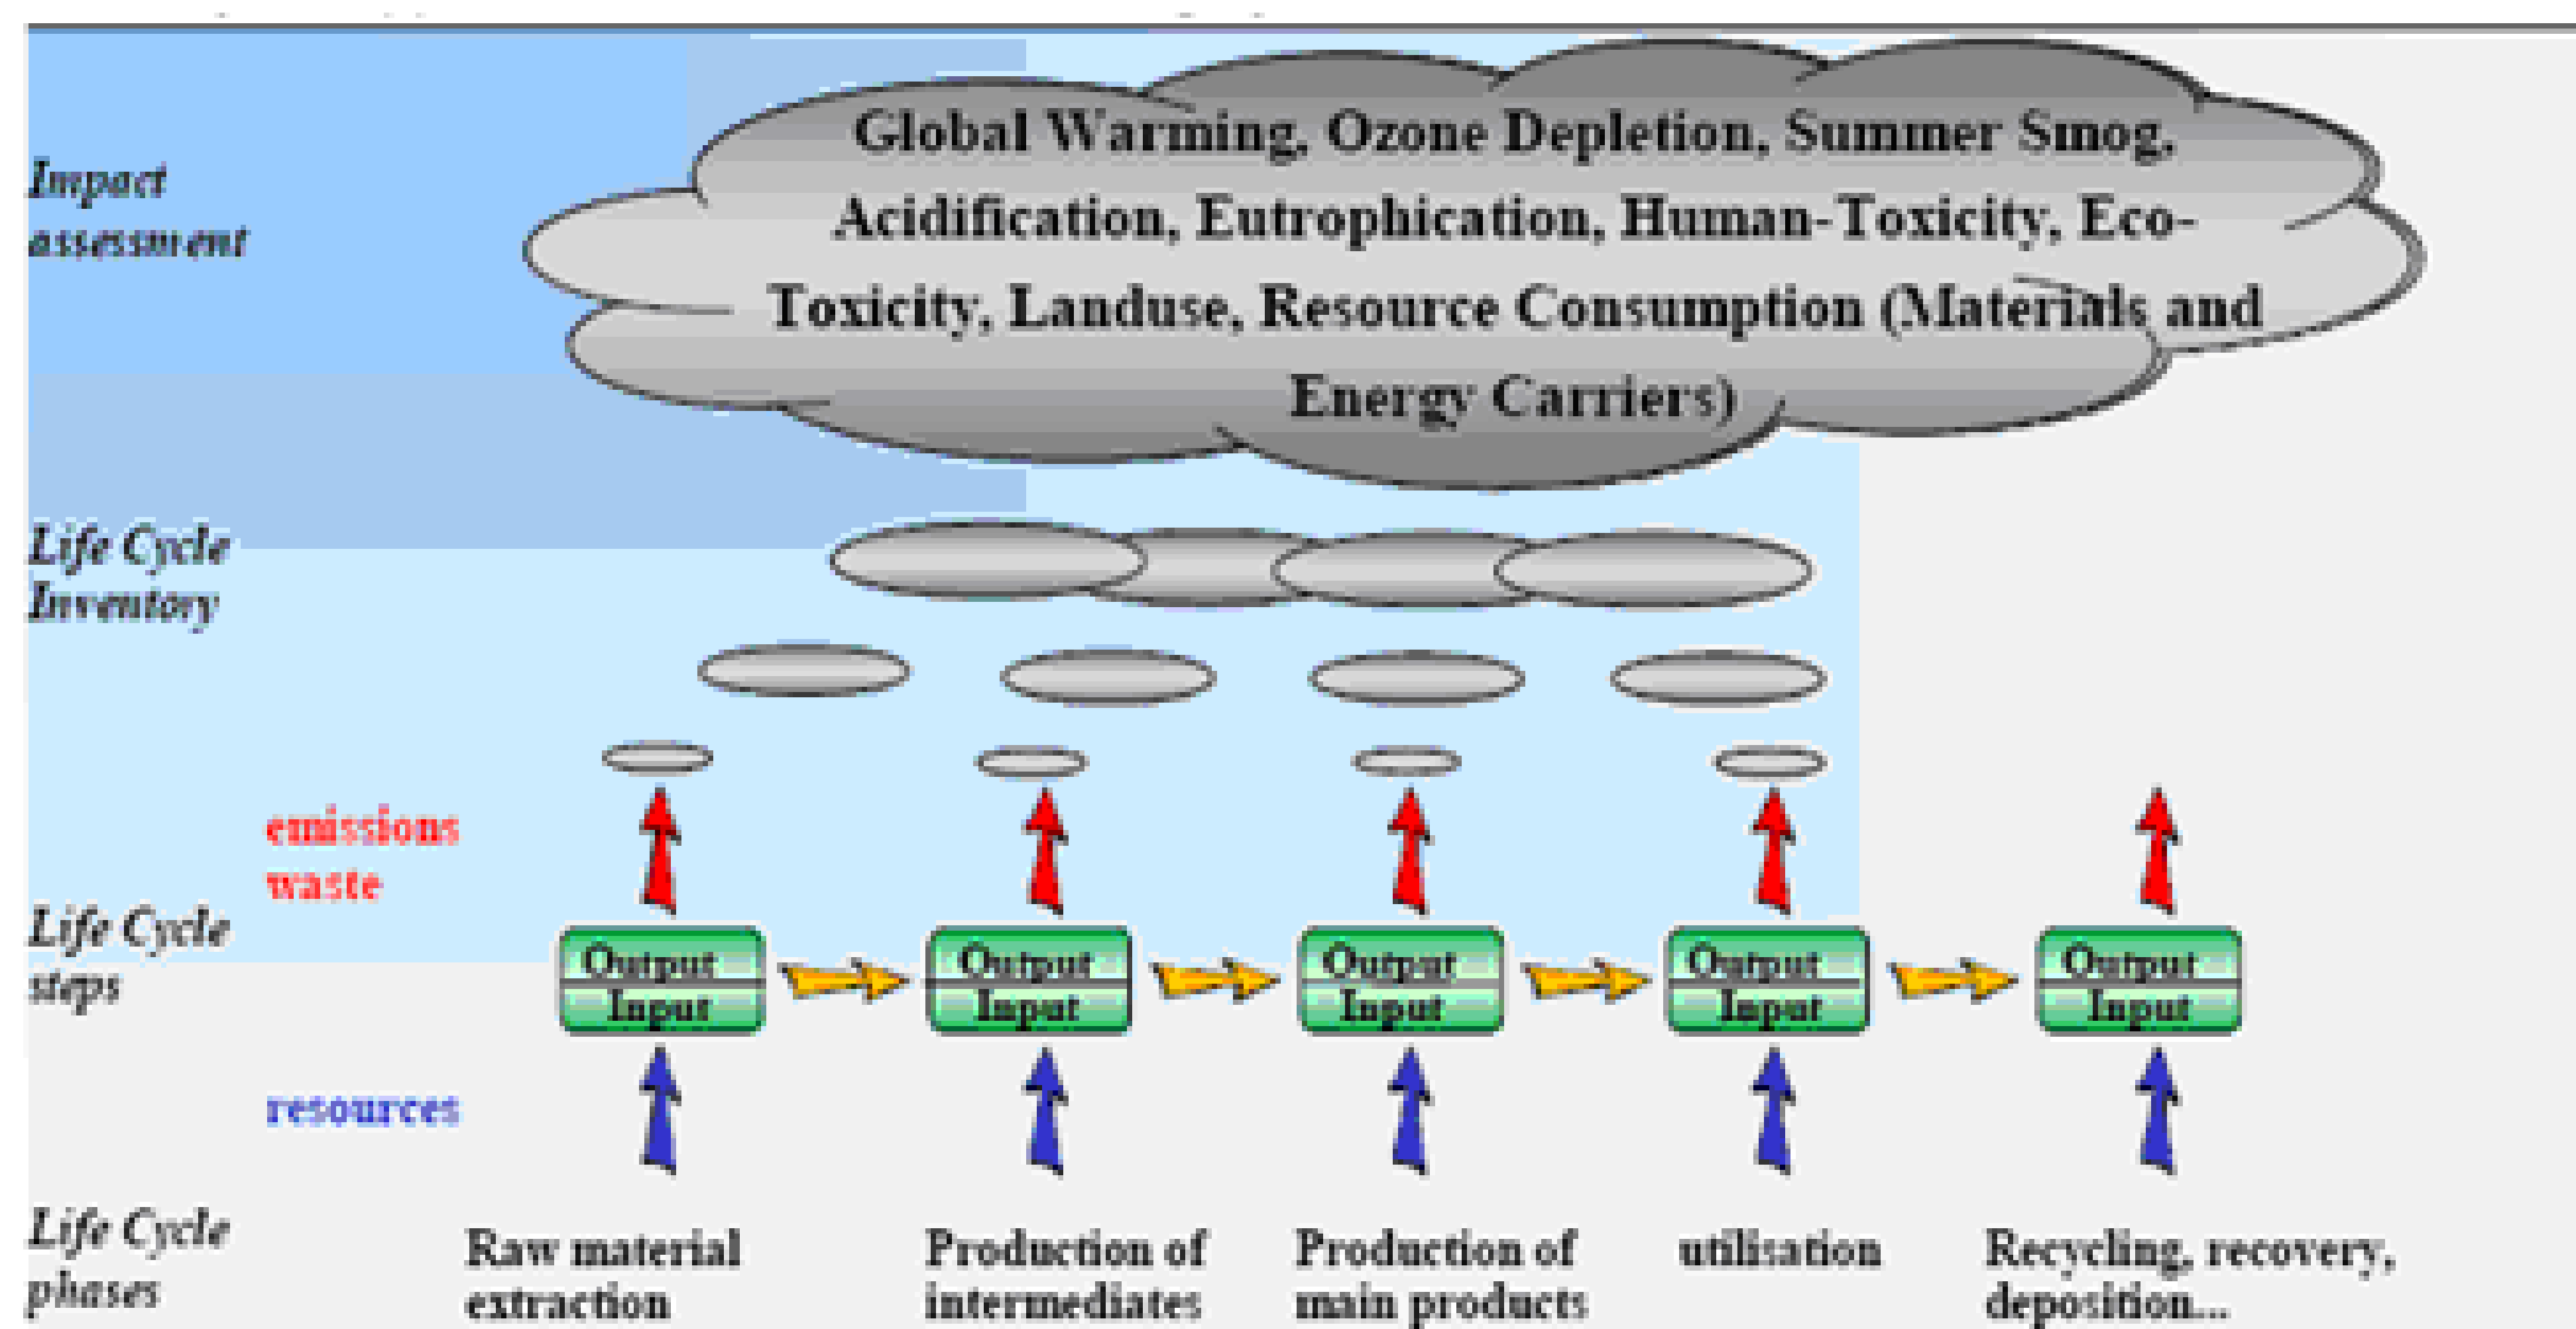 Global Warming, Ozone Depletion, Summer Smog,
Acidification, Eutrophication, Human-Toxicity, Eco-
Toxicity, Landuse, Resource Consumption (Materials and
Energy Carriers)
Impact
assessment
Life Cycle
Inventory
emissions
waste
Life Cycle
steps
Output
Input
Output
Input
Output
Input
Output
Input
Output
Input
resources
Life Cycle
phases
Raw material
extraction
Production of
intermediates
Production of
main products
utilisation
Recycling, recovery,
deposition...